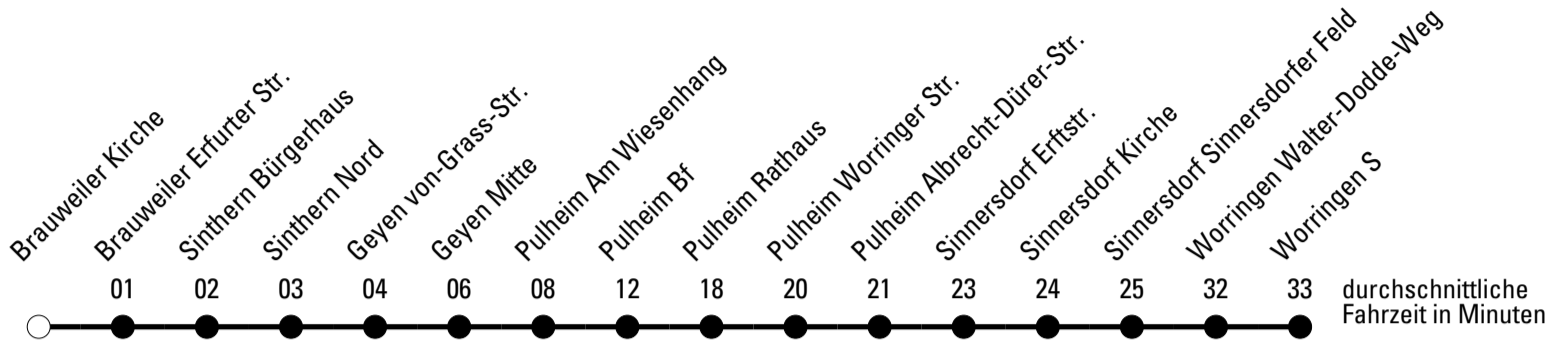 Brauweiler Kirche
Brauweiler Erfurter Str.
Sinthern Bürgerhaus
Sinthern Nord
Geyen von-Grass-Str.
Geyen Mitte
Pulheim Am Wiesenhang
Pulheim Bf
Pulheim Rathaus
Pulheim Worringer Str.
Pulheim Albrecht-Dürer-Str.
Sinnersdorf Erftstr.
Sinnersdorf Kirche
Sinnersdorf Sinnersdorfer Feld
Worringen Walter-Dodde-Weg
Worringen S
01 02 03 04 06 08 12 18 20 21 23 24 25 32 33
durchschnittliche
Fahrzeit in Minuten